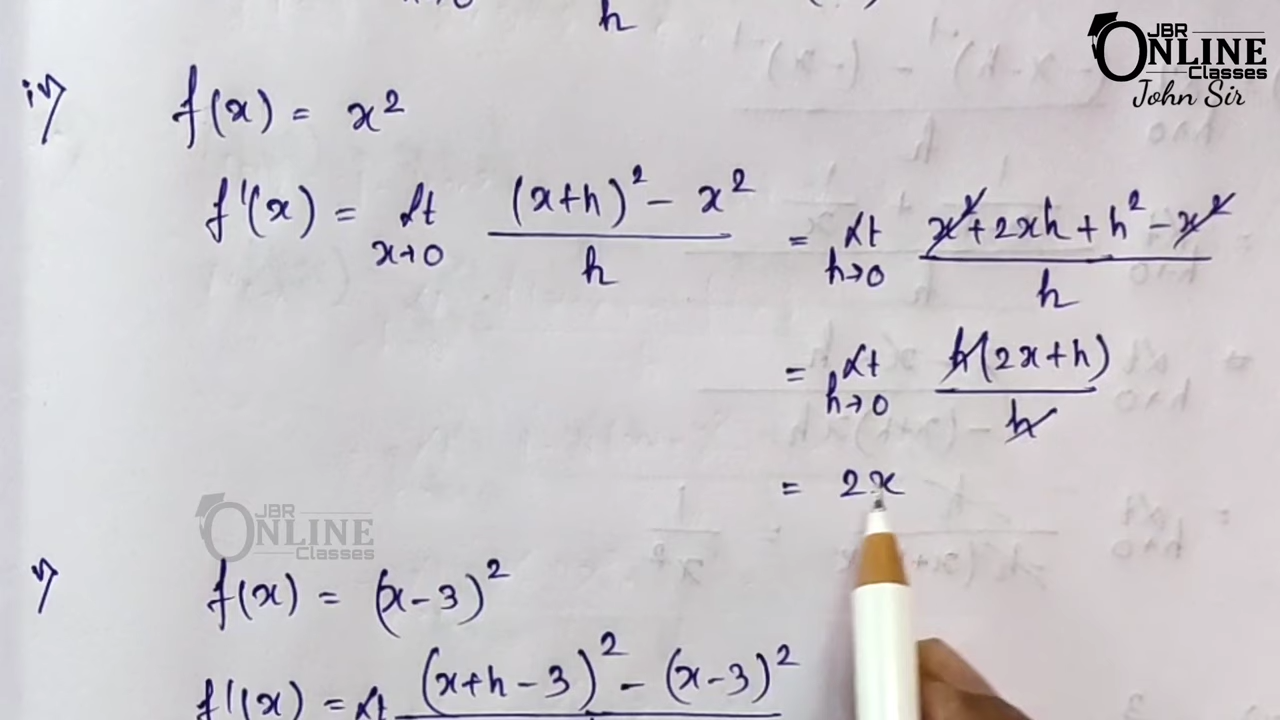 h
JBR
ONLINE
Classes
John Sir
iv) f(x) = x²
f'(x) = Lt x→0 (x+h)² - x² / h = Lt h→0 x²+2xh+h²-x² / h
= Lt h→0 h(2x+h) / h
= 2x
JBR
ONLINE
Classes
v) f(x) = (x-3)²
f'(x) = Lt (x+h-3)² - (x-3)²